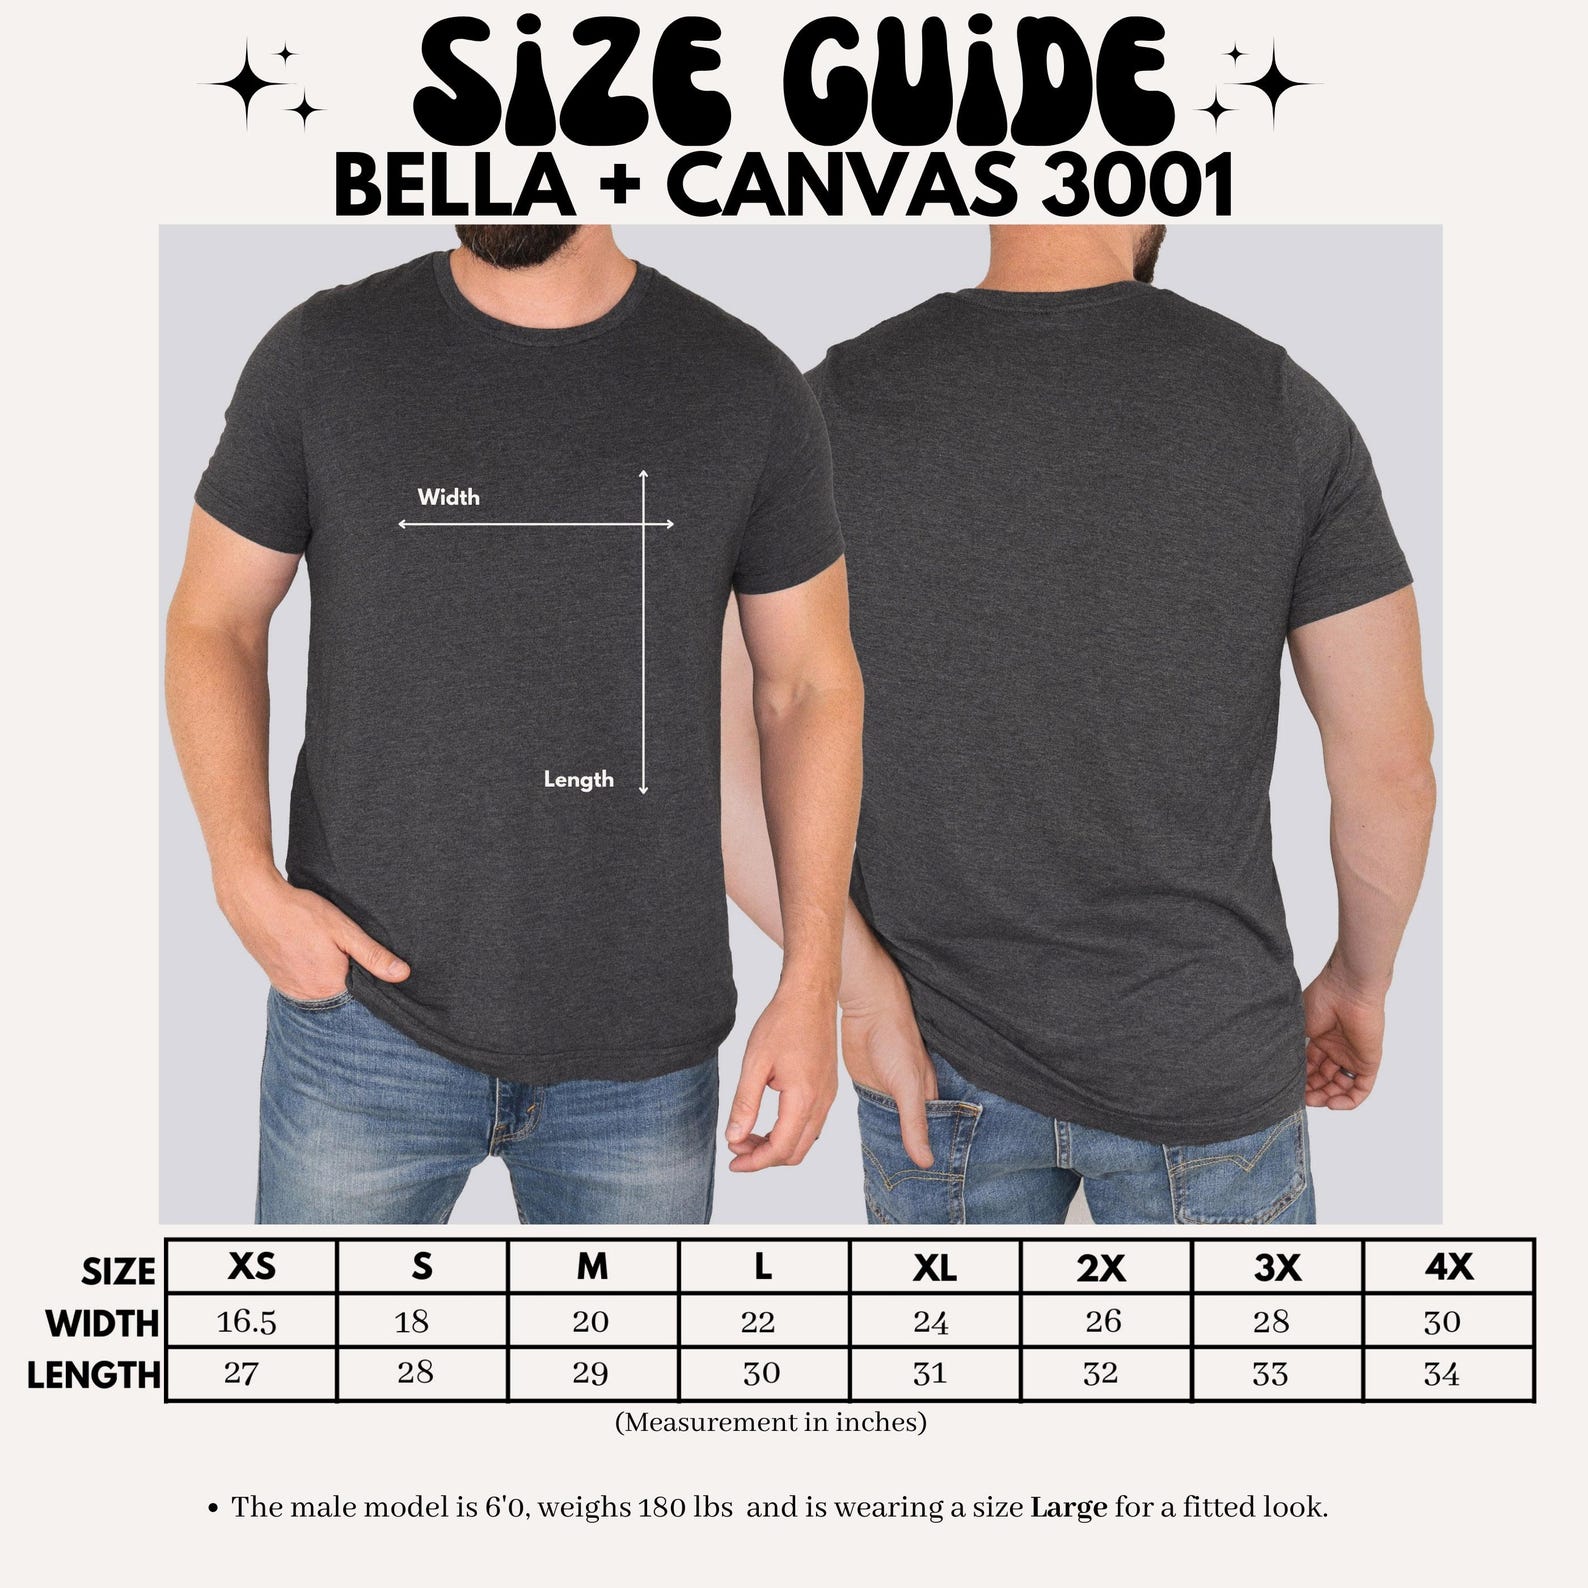 SiZE GUiDE
BELLA + CANVAS 3001
Width
Length
SIZE XS S M L XL 2X 3X 4X
WIDTH 16.5 18 20 22 24 26 28 30
LENGTH 27 28 29 30 31 32 33 34
(Measurement in inches)
• The male model is 6'0, weighs 180 lbs and is wearing a size Large for a fitted look.